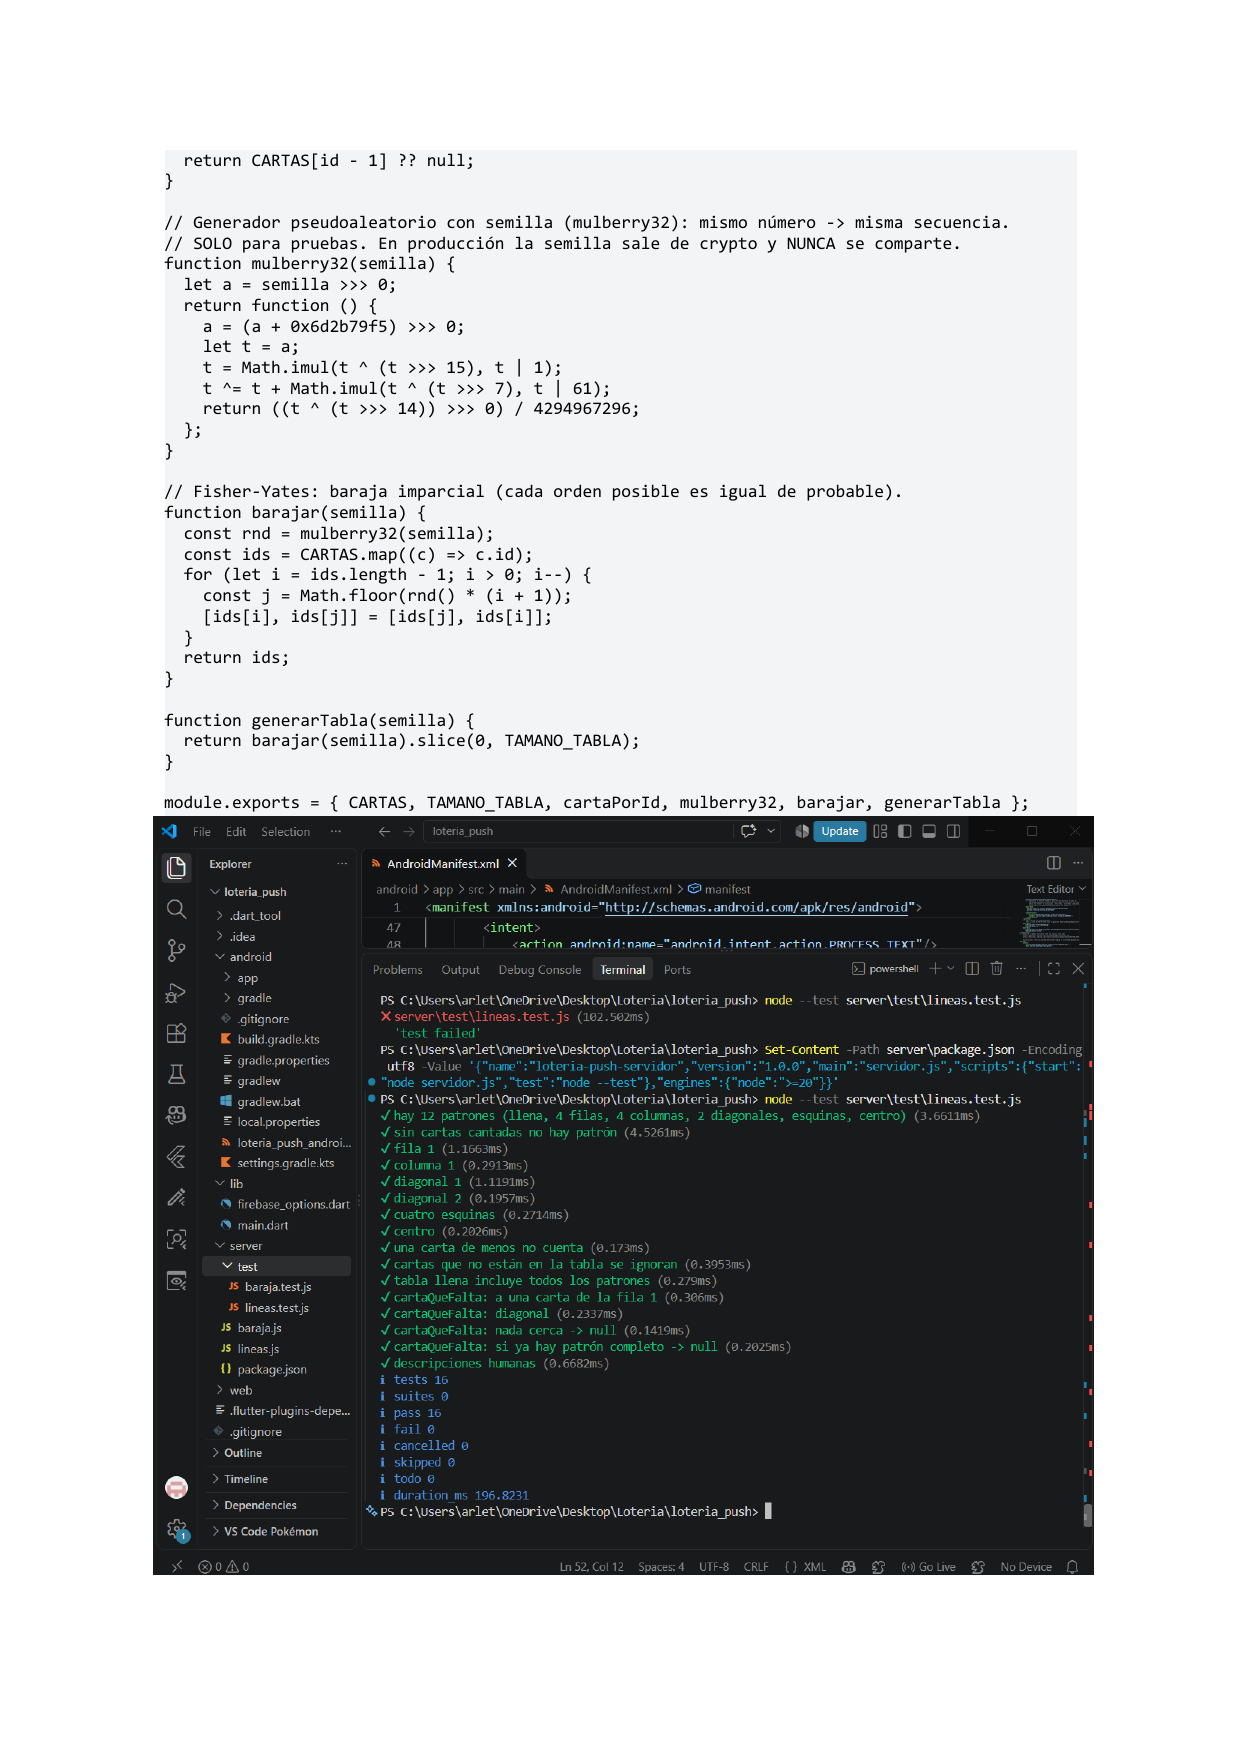 return CARTAS[id - 1] ?? null;
}

// Generador pseudoaleatorio con semilla (mulberry32): mismo número -> misma secuencia.
// SOLO para pruebas. En producción la semilla sale de crypto y NUNCA se comparte.
function mulberry32(semilla) {
  let a = semilla >>> 0;
  return function () {
    a = (a + 0x6d2b79f5) >>> 0;
    let t = a;
    t = Math.imul(t ^ (t >>> 15), t | 1);
    t ^= t + Math.imul(t ^ (t >>> 7), t | 61);
    return ((t ^ (t >>> 14)) >>> 0) / 4294967296;
  };
}

// Fisher-Yates: baraja imparcial (cada orden posible es igual de probable).
function barajar(semilla) {
  const rnd = mulberry32(semilla);
  const ids = CARTAS.map((c) => c.id);
  for (let i = ids.length - 1; i > 0; i--) {
    const j = Math.floor(rnd() * (i + 1));
    [ids[i], ids[j]] = [ids[j], ids[i]];
  }
  return ids;
}

function generarTabla(semilla) {
  return barajar(semilla).slice(0, TAMANO_TABLA);
}

module.exports = { CARTAS, TAMANO_TABLA, cartaPorId, mulberry32, barajar, generarTabla };
File Edit Selection ··· loteria_push Update
Explorer ···
loteria_push
.dart_tool
.idea
android
app
gradle
.gitignore
build.gradle.kts
gradle.properties
gradlew
gradlew.bat
local.properties
loteria_push_androi...
settings.gradle.kts
lib
firebase_options.dart
main.dart
server
test
JS baraja.test.js
JS lineas.test.js
JS baraja.js
JS lineas.js
{} package.json
web
.flutter-plugins-depe...
.gitignore
Outline
Timeline
Dependencies
VS Code Pokémon
1
AndroidManifest.xml
android > app > src > main > AndroidManifest.xml > manifest Text Editor
1 <manifest xmlns:android="http://schemas.android.com/apk/res/android">
47 <intent>
48 <action android:name="android.intent.action.PROCESS_TEXT"/>
Problems Output Debug Console Terminal Ports powershell
PS C:\Users\arlet\OneDrive\Desktop\Loteria\loteria_push> node --test server\test\lineas.test.js
✗ server\test\lineas.test.js (102.502ms)
'test failed'
PS C:\Users\arlet\OneDrive\Desktop\Loteria\loteria_push> Set-Content -Path server\package.json -Encoding
utf8 -Value '{"name":"loteria-push-servidor","version":"1.0.0","main":"servidor.js","scripts":{"start":
"node servidor.js","test":"node --test"},"engines":{"node":">=20"}}'
PS C:\Users\arlet\OneDrive\Desktop\Loteria\loteria_push> node --test server\test\lineas.test.js
✓ hay 12 patrones (llena, 4 filas, 4 columnas, 2 diagonales, esquinas, centro) (3.6611ms)
✓ sin cartas cantadas no hay patrón (4.5261ms)
✓ fila 1 (1.1663ms)
✓ columna 1 (0.2913ms)
✓ diagonal 1 (1.1191ms)
✓ diagonal 2 (0.1957ms)
✓ cuatro esquinas (0.2714ms)
✓ centro (0.2026ms)
✓ una carta de menos no cuenta (0.173ms)
✓ cartas que no están en la tabla se ignoran (0.3953ms)
✓ tabla llena incluye todos los patrones (0.279ms)
✓ cartaQueFalta: a una carta de la fila 1 (0.306ms)
✓ cartaQueFalta: diagonal (0.2337ms)
✓ cartaQueFalta: nada cerca -> null (0.1419ms)
✓ cartaQueFalta: si ya hay patrón completo -> null (0.2025ms)
✓ descripciones humanas (0.6682ms)
ℹ tests 16
ℹ suites 0
ℹ pass 16
ℹ fail 0
ℹ cancelled 0
ℹ skipped 0
ℹ todo 0
ℹ duration_ms 196.8231
PS C:\Users\arlet\OneDrive\Desktop\Loteria\loteria_push>
0 0 Ln 52, Col 12 Spaces: 4 UTF-8 CRLF {} XML Go Live No Device